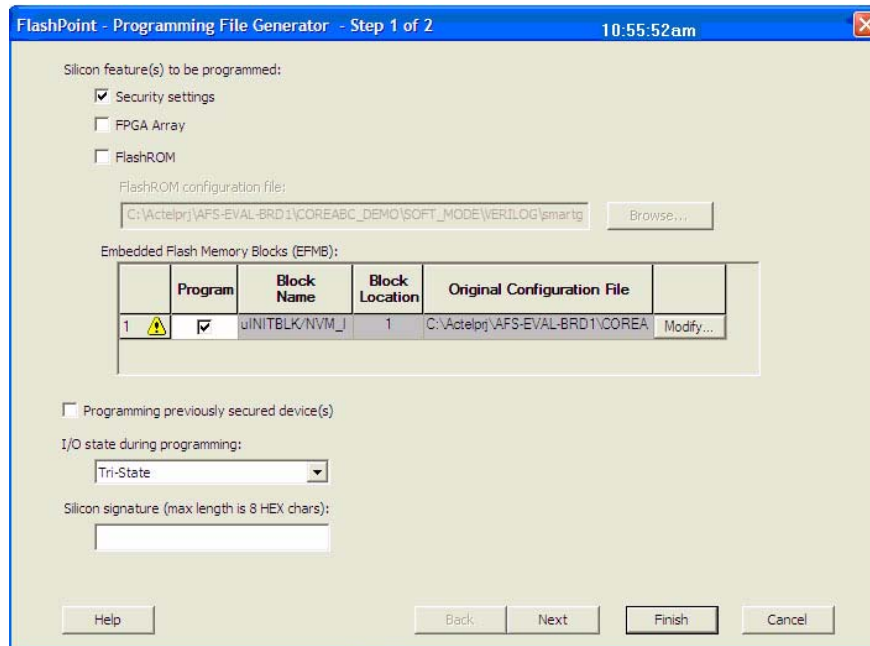 FlashPoint - Programming File Generator - Step 1 of 2 10:55:52am
Silicon feature(s) to be programmed:
Security settings
FPGA Array
FlashROM
FlashROM configuration file:
C:\Actelprj\AFS-EVAL-BRD1\COREABC_DEMO\SOFT_MODE\VERILOG\smartg Browse...
Embedded Flash Memory Blocks (EFMB):
Program Block Name Block Location Original Configuration File
1 uINITBLK/NVM_I 1 C:\Actelprj\AFS-EVAL-BRD1\COREA Modify...
Programming previously secured device(s)
I/O state during programming:
Tri-State
Silicon signature (max length is 8 HEX chars):
Help Back Next Finish Cancel